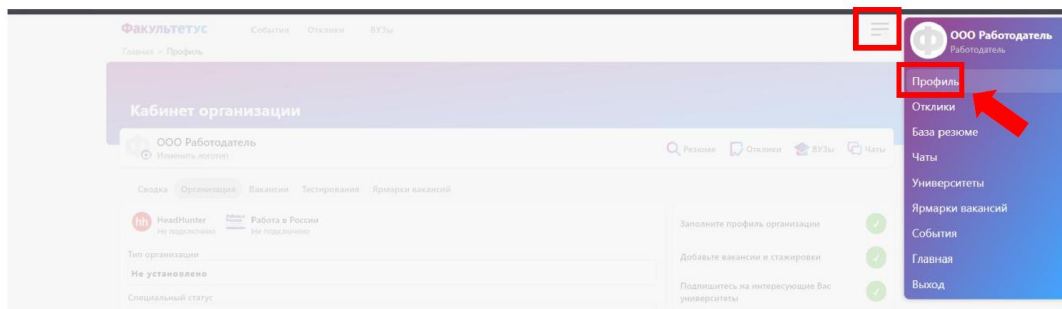 Факультетус События Отклики ВУЗы
Главная > Профиль
Кабинет организации
ООО Работодатель
Изменить логотип
Резюме Отклики ВУЗы Чаты
Сводка Организация Вакансии Тестирование Ярмарки вакансий
hh HeadHunter
Не подключено
Работа в России
Не подключено
Тип организации
Не установлено
Специальный статус
Заполните профиль организации
Добавьте вакансии и стажировки
Подпишитесь на интересующие Вас
университеты
ООО Работодатель
Работодатель
Профиль
Отклики
База резюме
Чаты
Университеты
Ярмарки вакансий
События
Главная
Выход